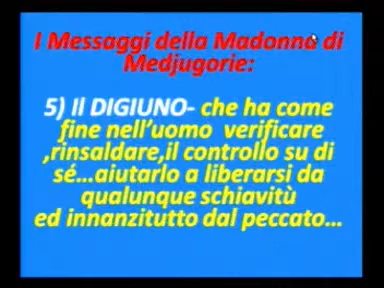 I Messaggi della Madonna di
Medjugorie:
5) Il DIGIUNO- che ha come
fine nell'uomo verificare
,rinsaldare,il controllo su di
sé...aiutarlo a liberarsi da
qualunque schiavitù
ed innanzitutto dal peccato...